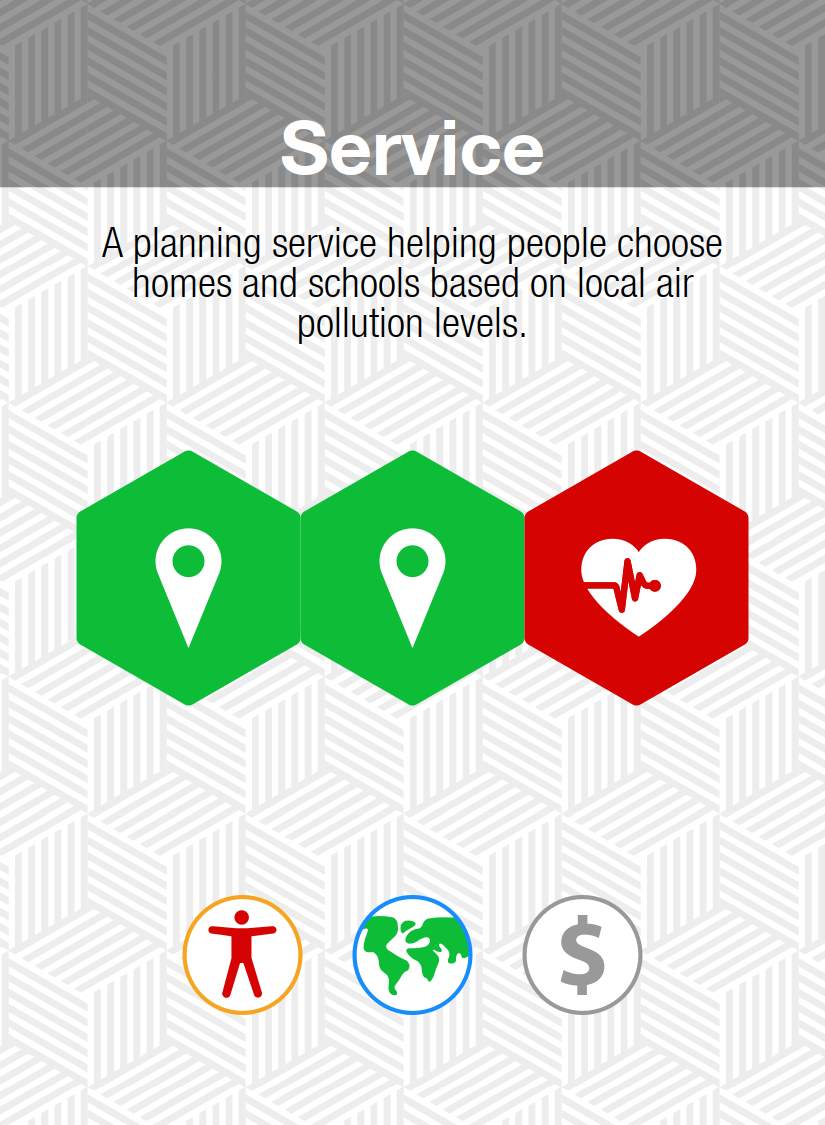 Service
A planning service helping people choose
homes and schools based on local air
pollution levels.
$